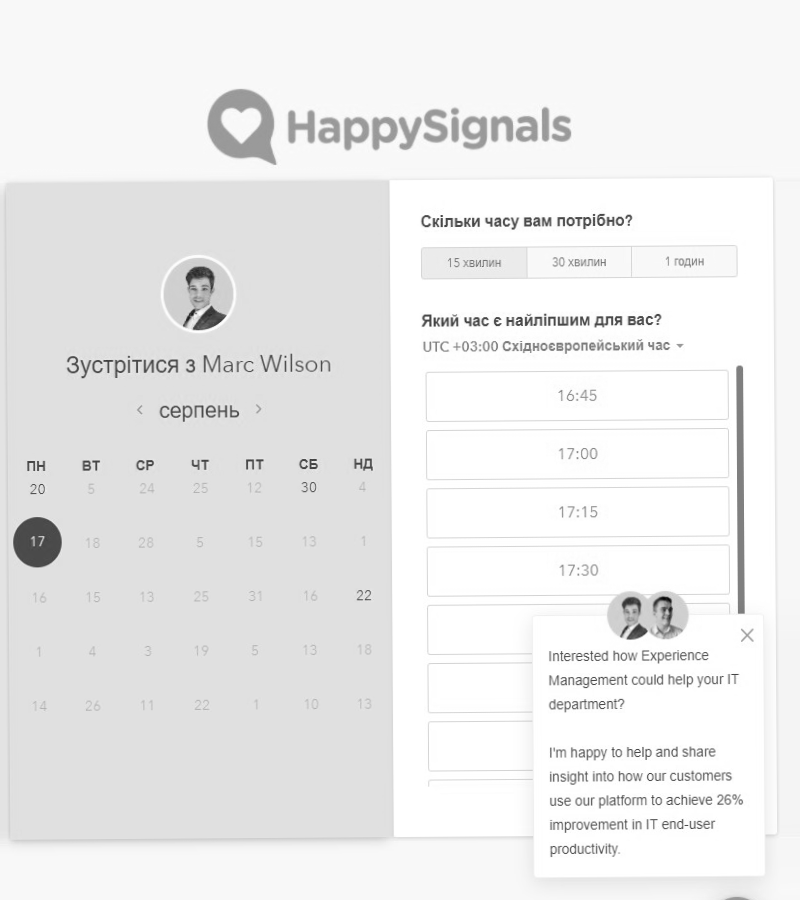 HappySignals
Зустрітися з Marc Wilson
серпень
ПН ВТ СР ЧТ ПТ СБ НД
20 5 24 25 12 30 4
17 18 28 5 15 13 1
16 15 13 25 31 16 22
1 4 3 19 5 13 18
14 26 11 22 1 10 13
Скільки часу вам потрібно?
15 хвилин 30 хвилин 1 годин
Який час є найліпшим для вас?
UTC +03:00 Східноєвропейський час
16:45
17:00
17:15
17:30
Interested how Experience
Management could help your IT
department?
I'm happy to help and share
insight into how our customers
use our platform to achieve 26%
improvement in IT end-user
productivity.